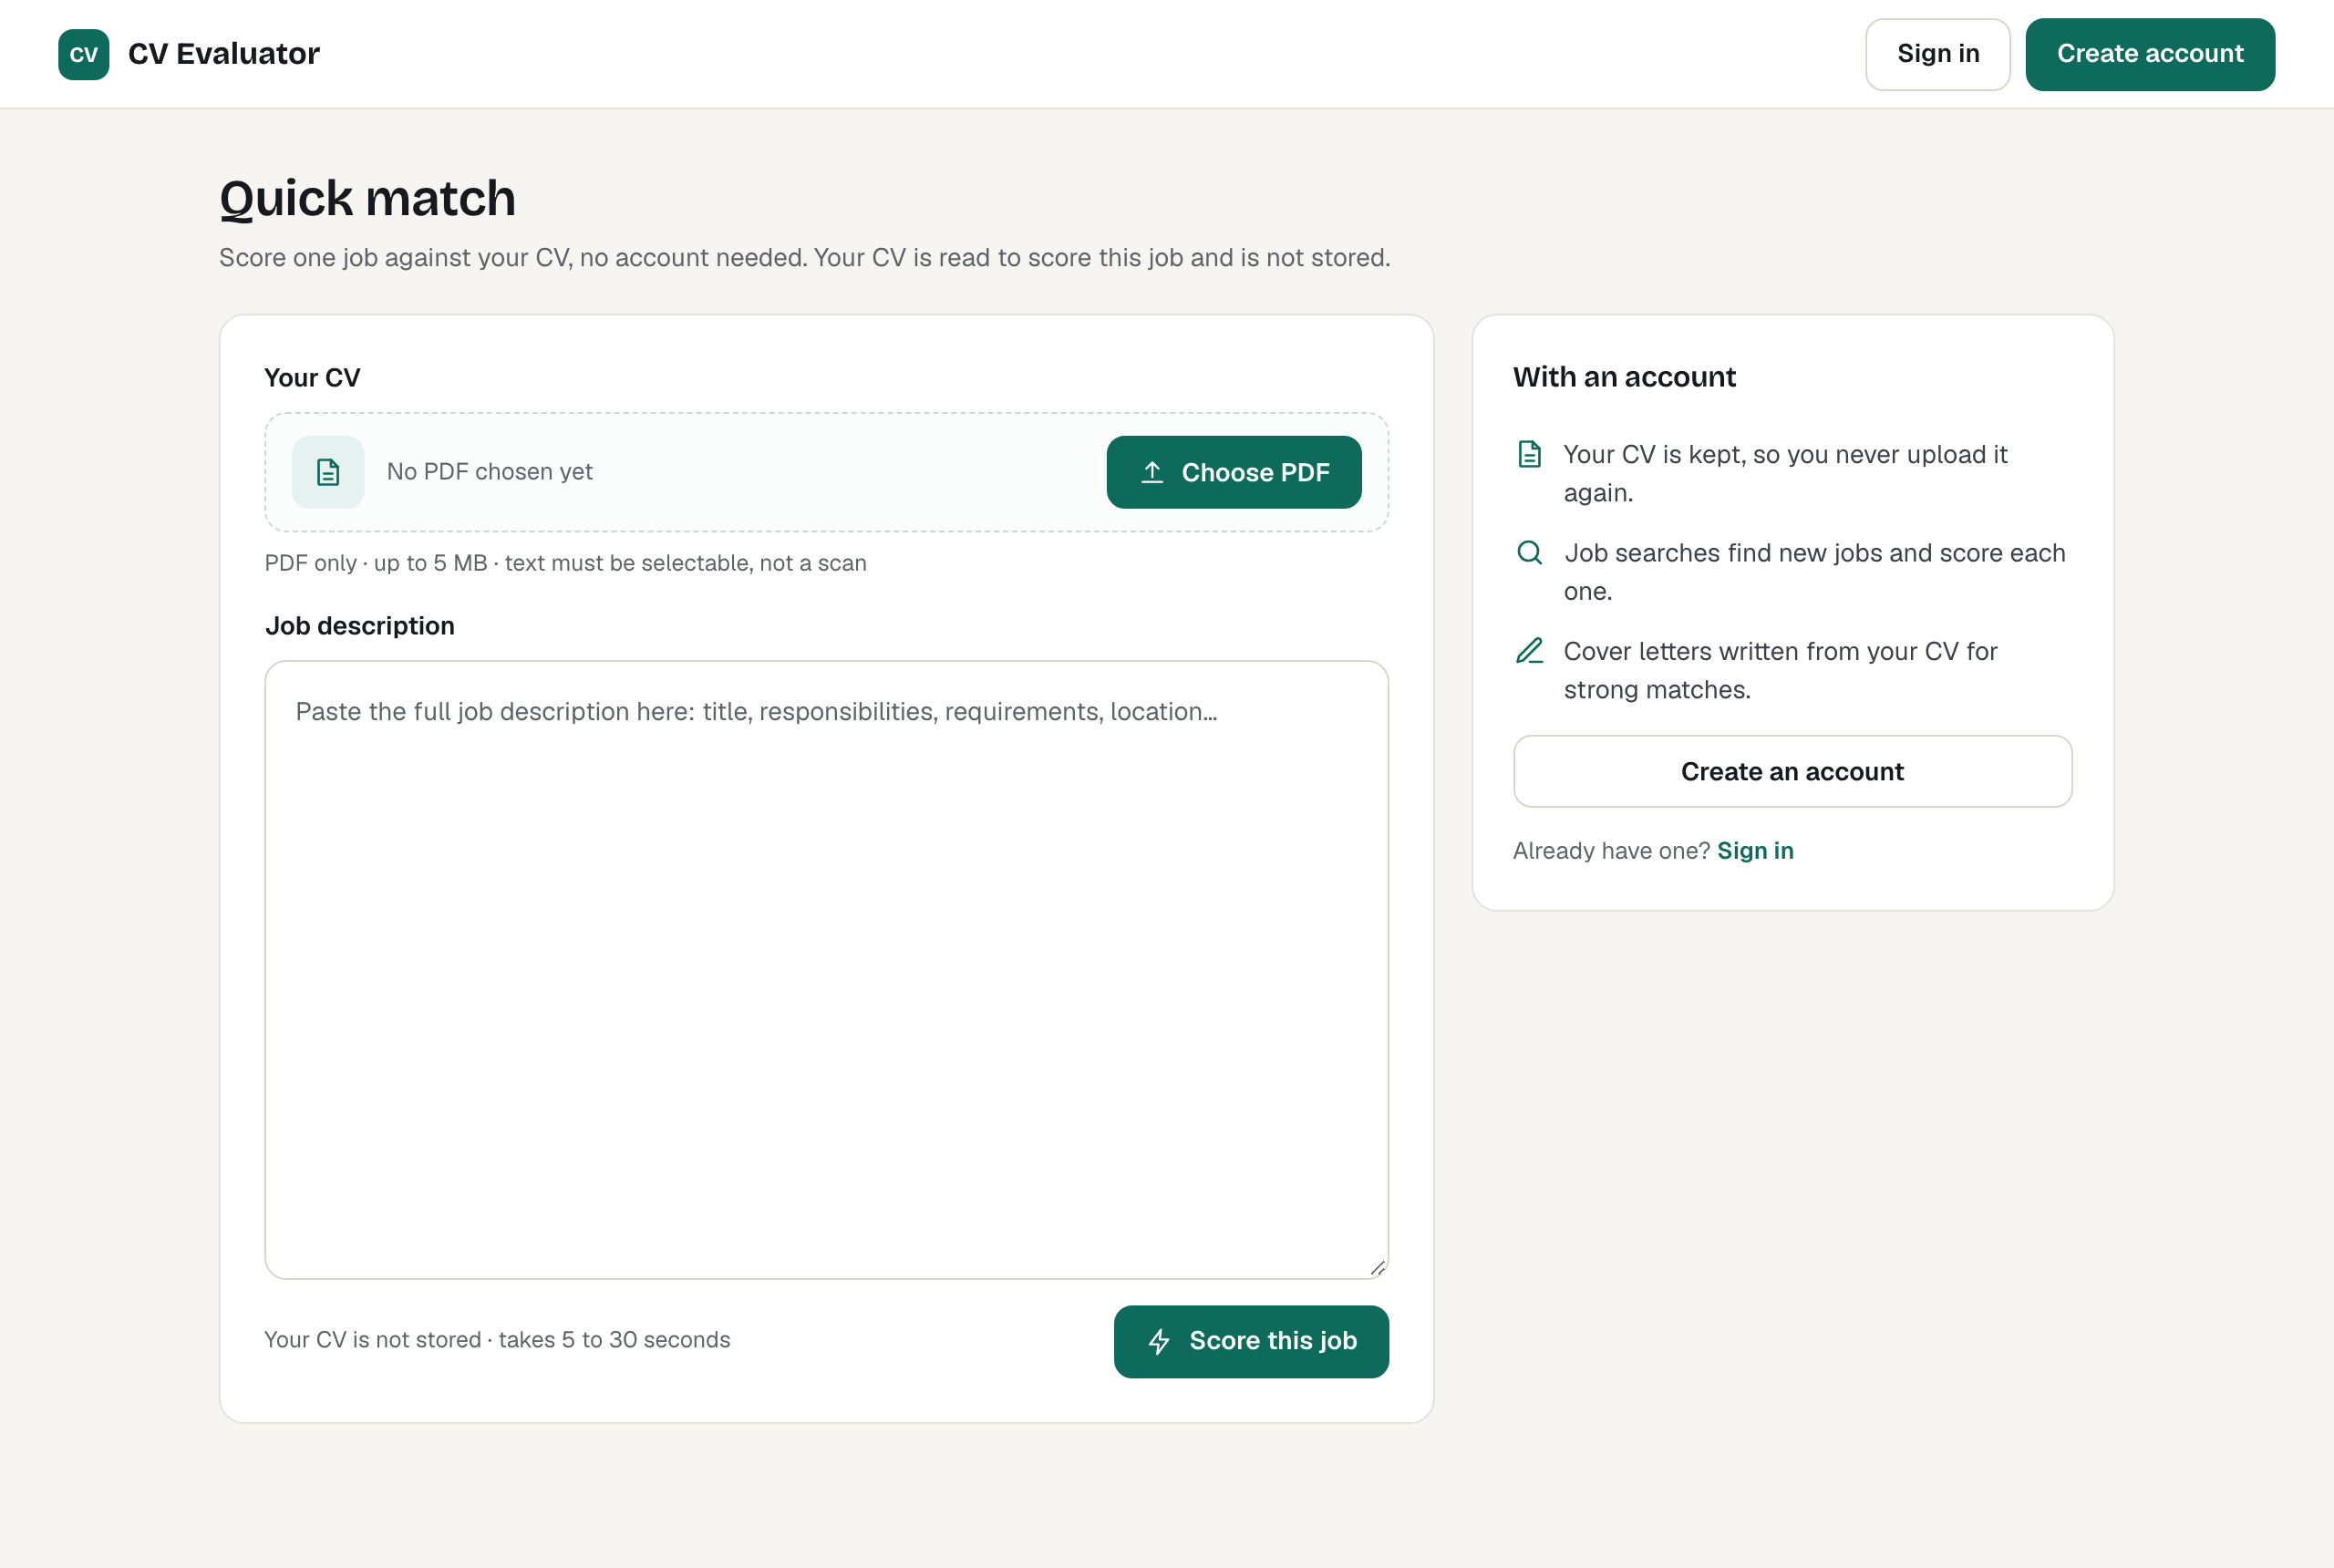 CV
CV Evaluator
Sign in
Create account
Quick match
Score one job against your CV, no account needed. Your CV is read to score this job and is not stored.
Your CV
No PDF chosen yet
Choose PDF
PDF only · up to 5 MB · text must be selectable, not a scan
Job description
Paste the full job description here: title, responsibilities, requirements, location…
Your CV is not stored · takes 5 to 30 seconds
Score this job
With an account
Your CV is kept, so you never upload it
again.
Job searches find new jobs and score each
one.
Cover letters written from your CV for
strong matches.
Create an account
Already have one? Sign in